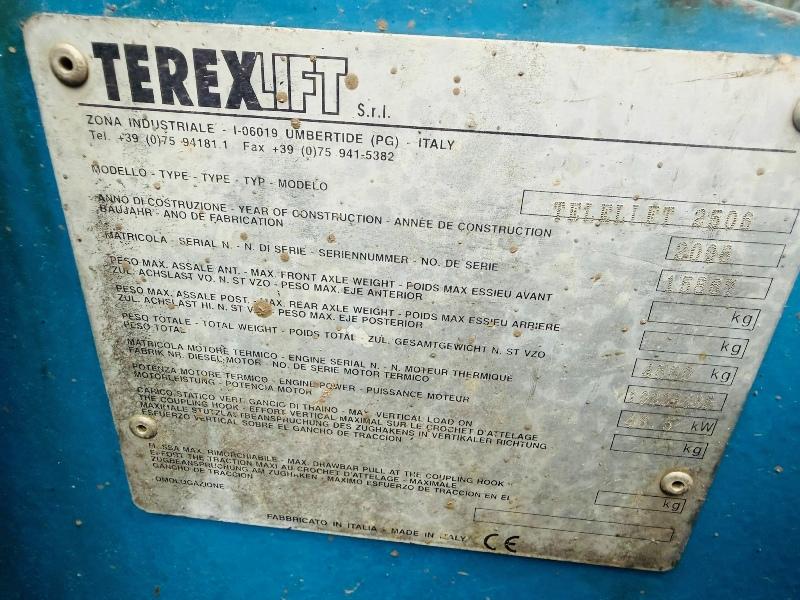 TEREXLIFT S.r.l.
ZONA INDUSTRIALE - I-06019 UMBERTIDE (PG) - ITALY
Tel. +39 (0)75 94181.1 Fax +39 (0)75 941-5382
MODELLO - TYPE - TYPE - TYP - MODELO
2506
ANNO DI COSTRUZIONE - YEAR OF CONSTRUCTION - ANNÉE DE CONSTRUCTION
BAUJAHR - ANO DE FABRICATION
MATRICOLA - SERIAL N. - N. DI SERIE - SERIENNUMMER - NO. DE SERIE
PESO MAX. ASSALE ANT. - MAX. FRONT AXLE WEIGHT - POIDS MAX ESSIEU AVANT
ZUL. ACHSLAST VO. N. ST VZO - PESO MAX. EJE ANTERIOR
kg
PESO MAX. ASSALE POST. - MAX. REAR AXLE WEIGHT - POIDS MAX ESSIEU ARRIERE
ZUL. ACHSLAST HI. N. ST VZO - PESO MAX. EJE POSTERIOR
kg
PESO TOTALE - TOTAL WEIGHT - POIDS TOTAL - ZUL. GESAMTGEWICHT N. ST VZO
PESO TOTAL
kg
MATRICOLA MOTORE TERMICO - ENGINE SERIAL N. - N. MOTEUR THERMIQUE
FABRIK NR. DIESEL MOTOR - NO. DE SERIE MOTOR TERMICO
POTENZA MOTORE TERMICO - ENGINE POWER - PUISSANCE MOTEUR
MOTORLEISTUNG - POTENCIA MOTOR
kW
CARICO STATICO VERT. GANCIO DI THAINO - MAX VERTICAL LOAD ON
THE COUPLING HOOK - EFFORT VERTICAL MAXIMAL SUR LE CROCHET D'ATTELAGE
MAXIMALE STUTZLASTBEANSPRUCHUNG DES ZUGHAKENS IN VERTIKALER RICHTUNG
ESFUERZO VERTICAL SOBRE EL GANCHO DE TRACCION
kg
MASSA MAX. RIMORCHIABILE - MAX. DRAWBAR PULL AT THE COUPLING HOOK
EFFORT THE TRACTION MAXI AU CROCHET D'ATTELAGE - MAXIMALE
ZUGBEANSPRUCHUNG AM ZUGHAKEN - MAXIMO ESFUERZO DE TRACCION EN EL
GANCHO DE TRACCION
kg
OMOLOGAZIONE
FABBRICATO IN ITALIA - MADE IN ITALY CE